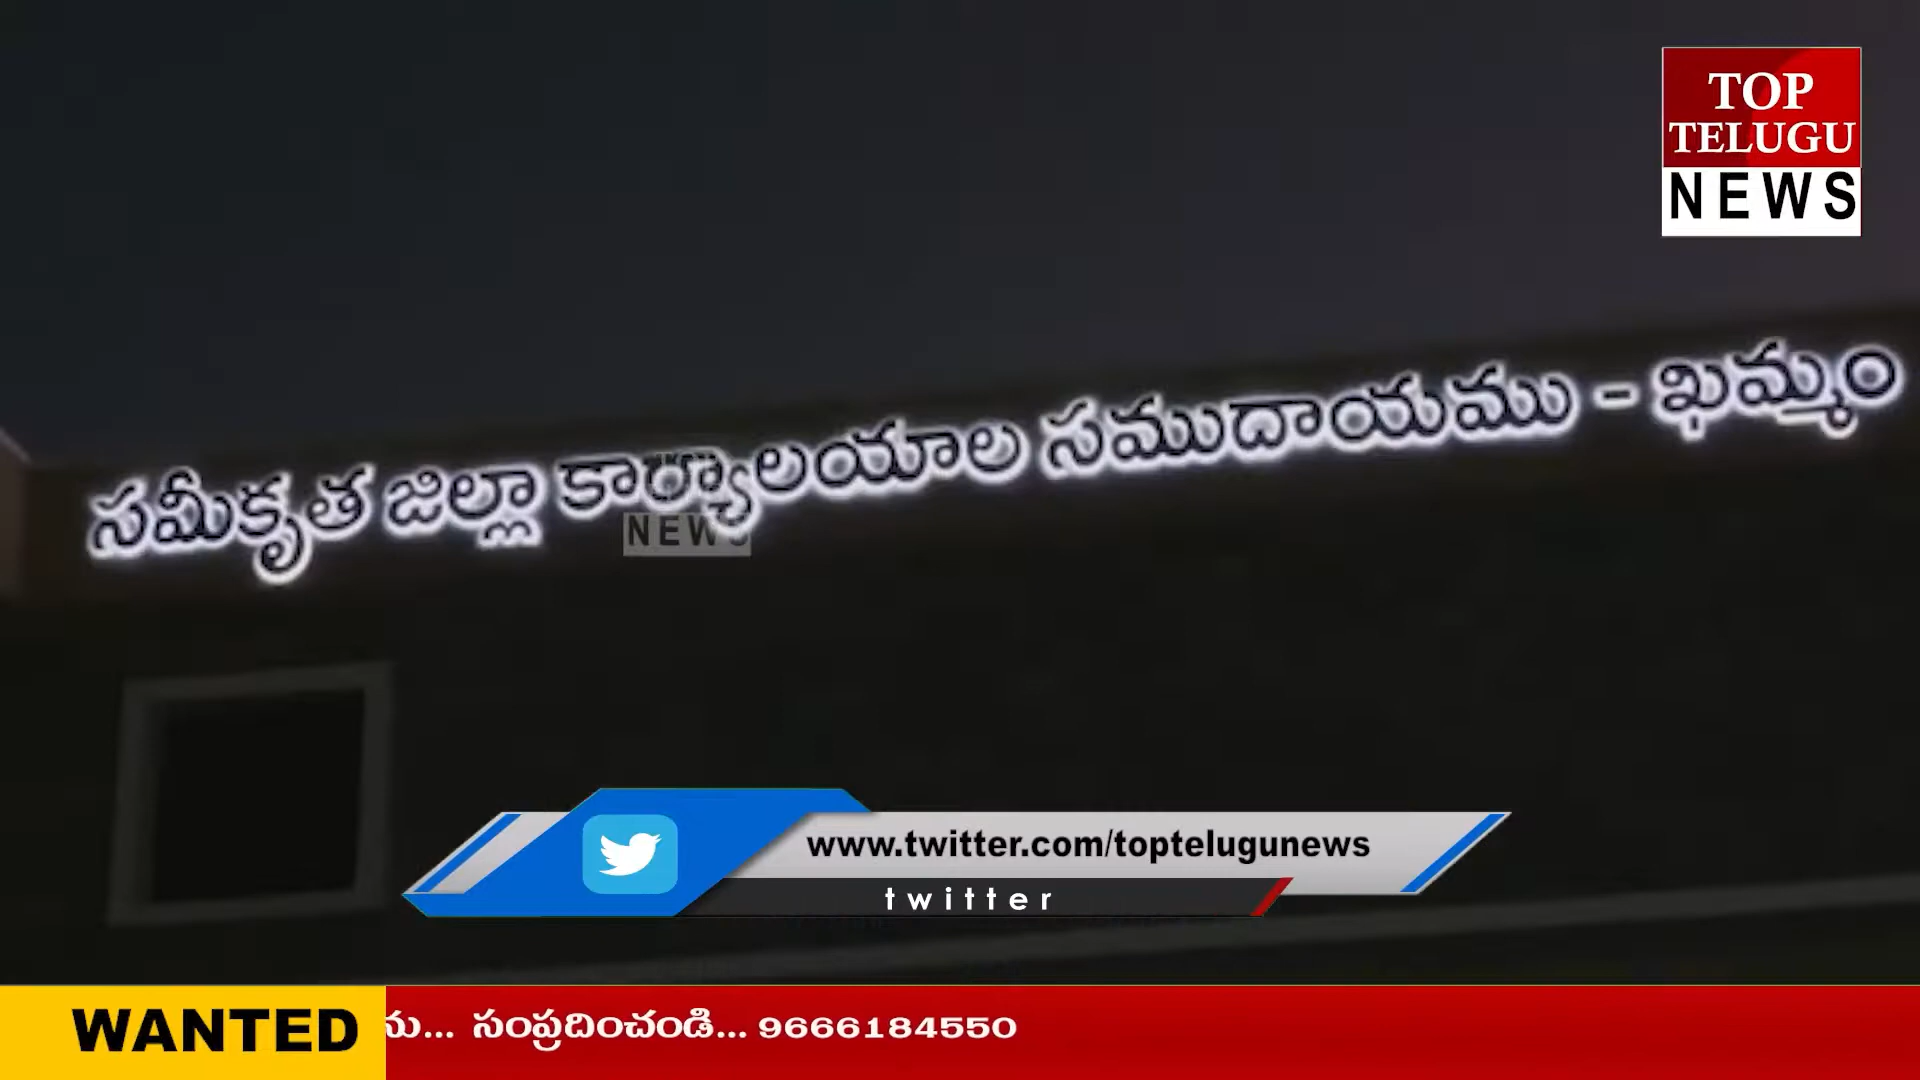 TOP
TELUGU
NEWS
సమీకృత జిల్లా కార్యాలయాల సముదాయము - ఖమ్మం
NEWS
www.twitter.com/toptelugunews
twitter
WANTED
ను... సంప్రదించండి... 9666184550